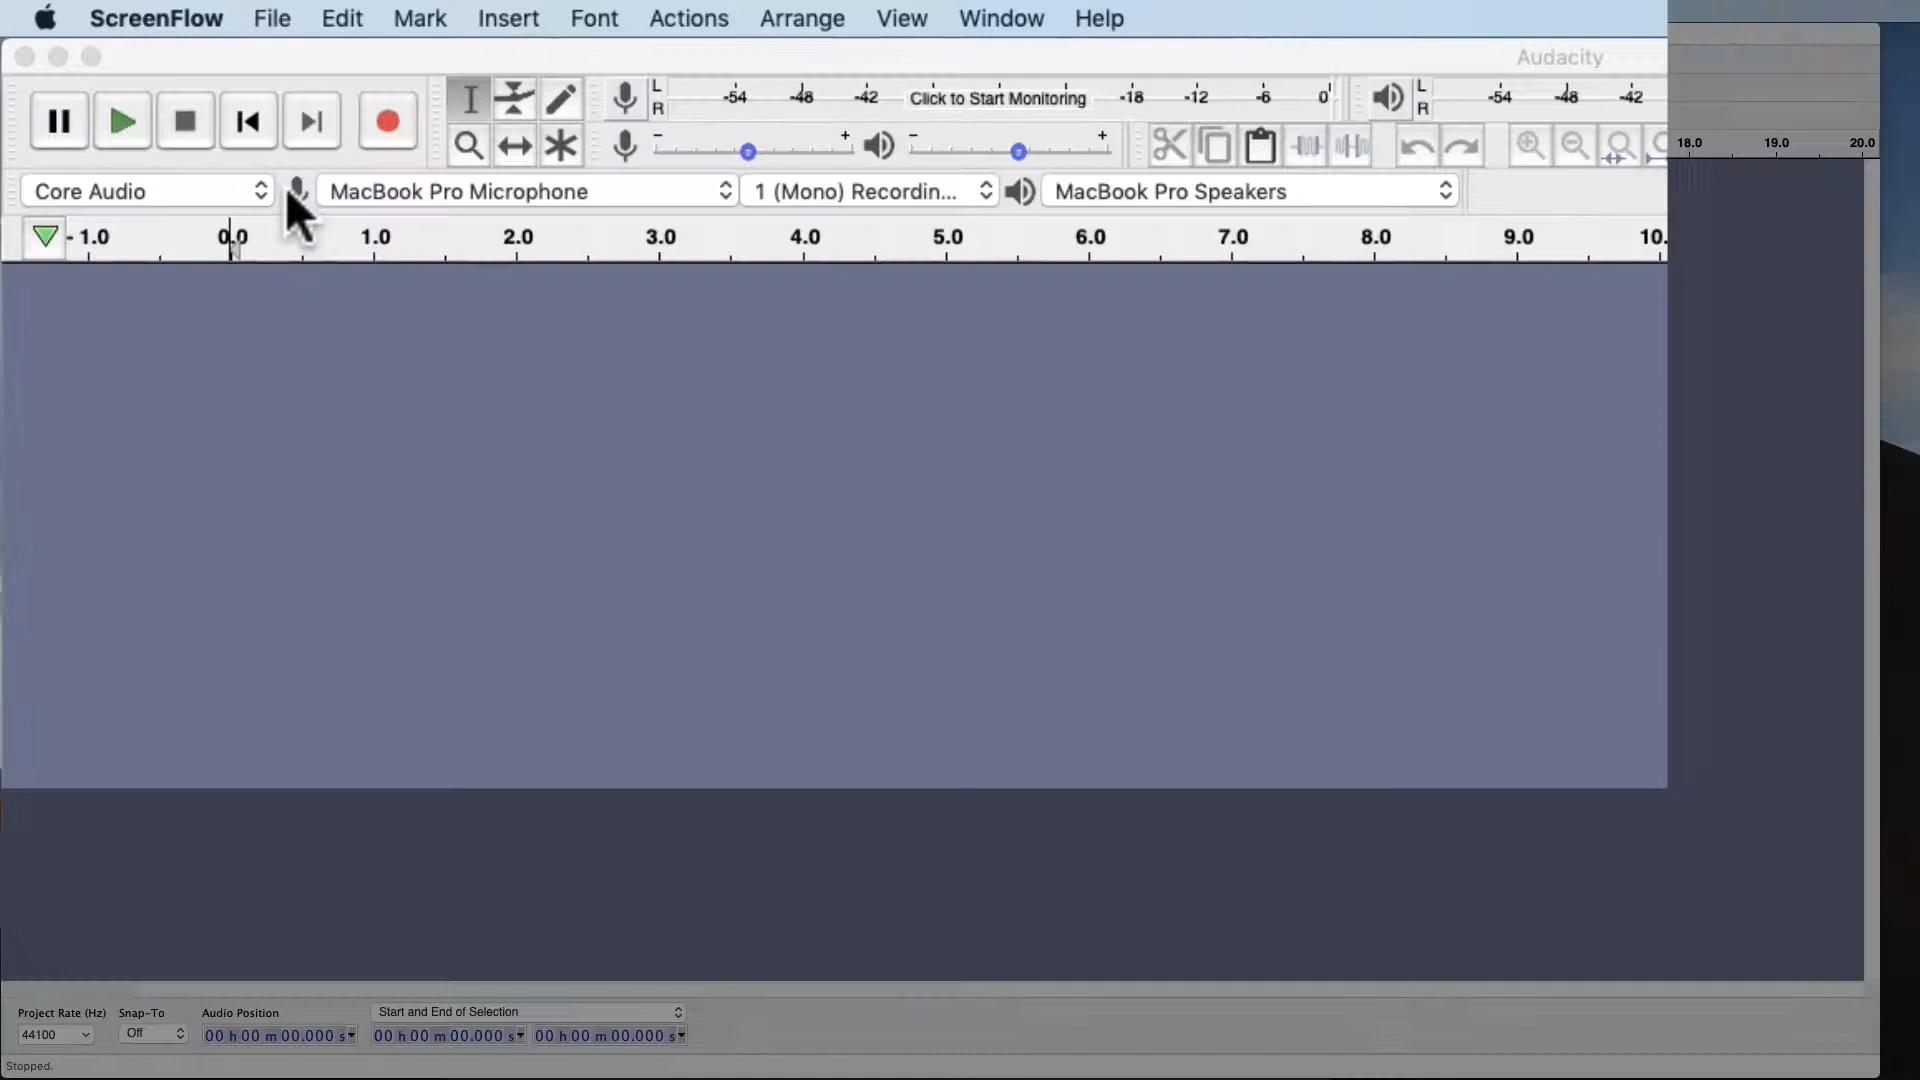 ScreenFlow File Edit Mark Insert Font Actions Arrange View Window Help
Audacity
L -54 -48 -42 Click to Start Monitoring -18 -12 -6 0 L -54 -48 -42
R R
- + - +
Core Audio MacBook Pro Microphone 1 (Mono) Recordin... MacBook Pro Speakers
18.0 19.0 20.0
- 1.0 0.0 1.0 2.0 3.0 4.0 5.0 6.0 7.0 8.0 9.0 10.
Project Rate (Hz) Snap-To Audio Position Start and End of Selection
44100 Off 00 h 00 m 00.000 s 00 h 00 m 00.000 s 00 h 00 m 00.000 s
Stopped.